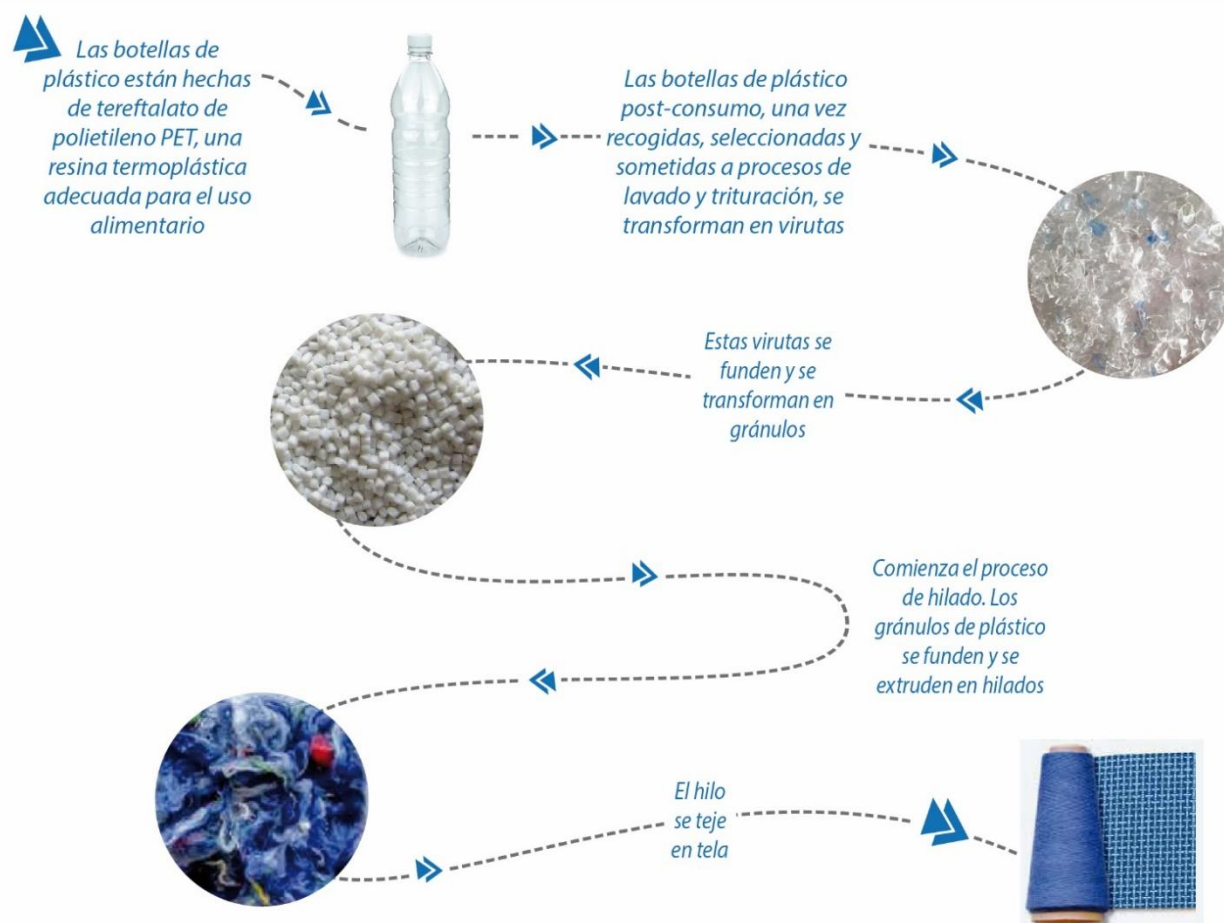 Las botellas de
plástico están hechas
de tereftalato de
polietileno PET, una
resina termoplástica
adecuada para el uso
alimentario
Las botellas de plástico
post-consumo, una vez
recogidas, seleccionadas y
sometidas a procesos de
lavado y trituración, se
transforman en virutas
Estas virutas se
funden y se
transforman en
gránulos
Comienza el proceso
de hilado. Los
gránulos de plástico
se funden y se
extruden en hilados
El hilo
se teje
en tela